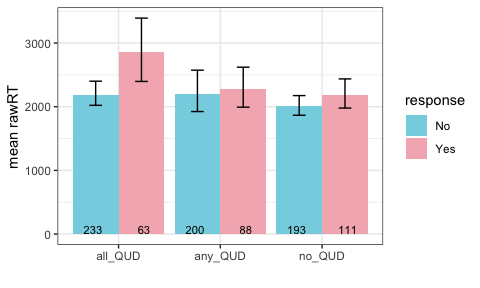 mean rawRT
3000
2000
1000
0
233 63 200 88 193 111
all_QUD any_QUD no_QUD
response
No
Yes